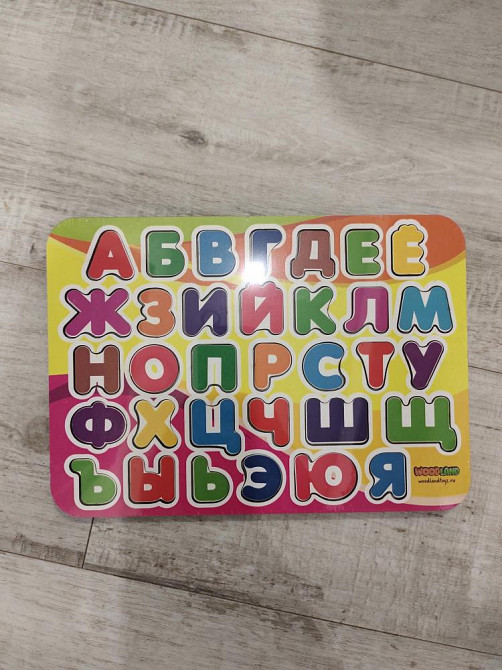 АБВГДЕЁ
ЖЗИЙКЛМ
НОПРСТУ
ФХЦЧШЩ
ЪЫЬЭЮЯ
WOODLAND
woodlandtoys.ru